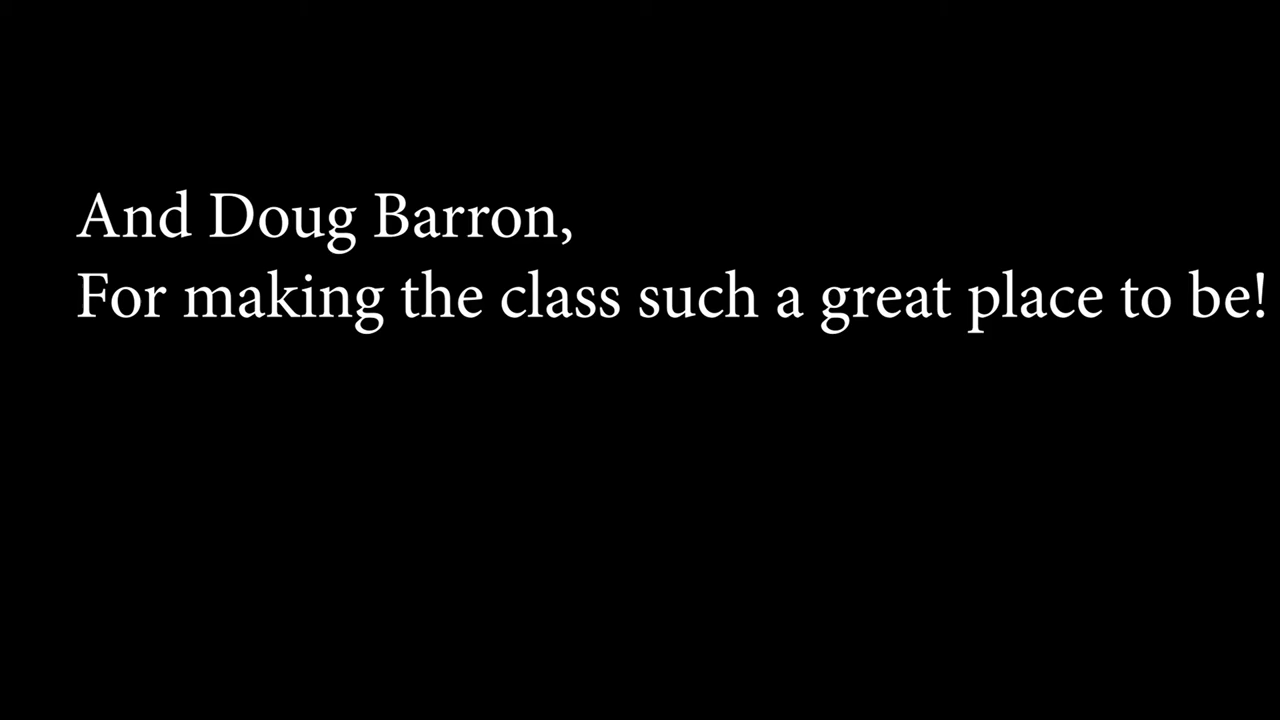 And Doug Barron,
For making the class such a great place to be!